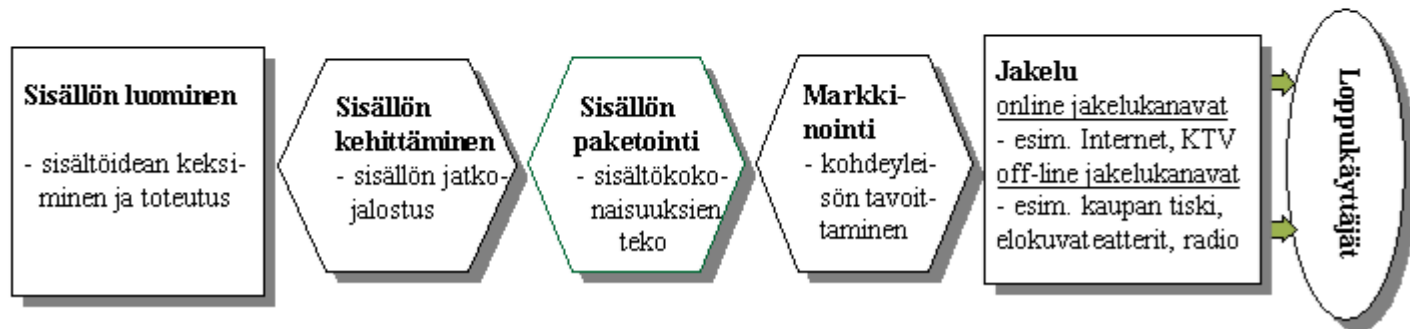 Sisällön luominen
- sisältöidean keksi-
minen ja toteutus
Sisällön
kehittäminen
- sisällön jatko-
jalostus
Sisällön
paketointi
- sisältökoko-
naisuuksien
teko
Markki-
nointi
- kohdeylei-
sön tavoit-
taminen
Jakelu
online jakelukanavat
- esim. Internet, KTV
off-line jakelukanavat
- esim. kaupan tiski,
elokuvateatterit, radio
Loppukäyttäjät